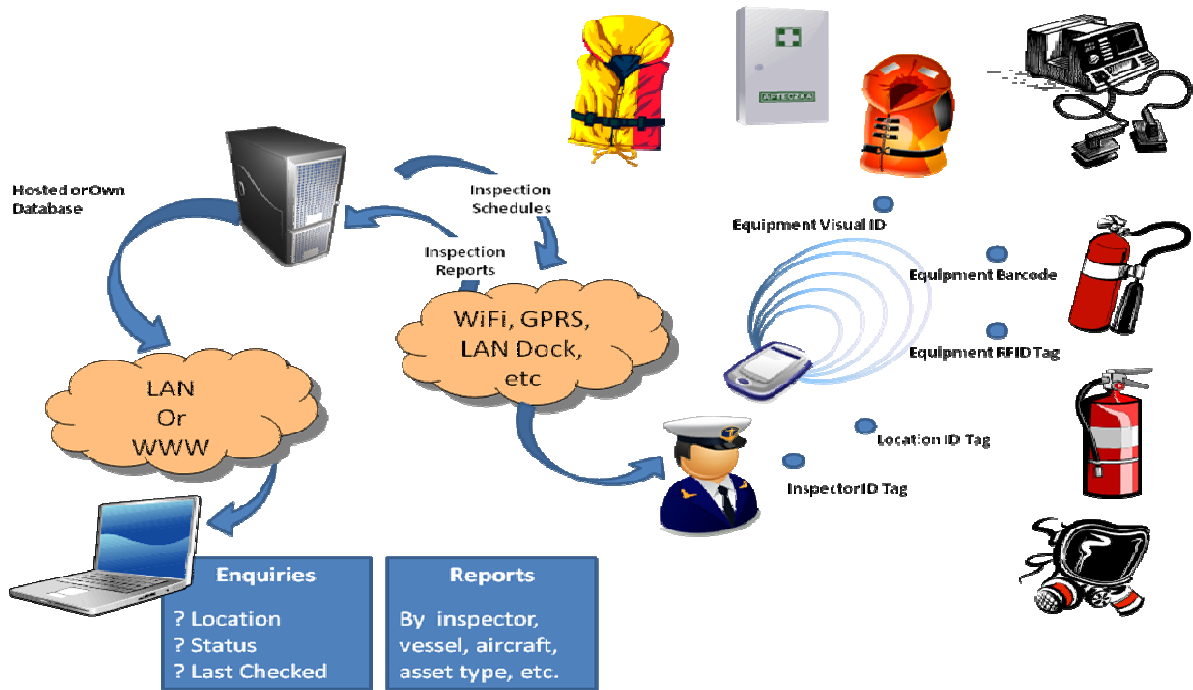 APTECZKA
Hosted or Own
Database
Inspection
Schedules
Inspection
Reports
Equipment Visual ID
Equipment Barcode
WiFi, GPRS,
LAN Dock,
etc
Equipment RFID Tag
LAN
Or
WWW
Location ID Tag
Inspector ID Tag
Enquiries
? Location
? Status
? Last Checked
Reports
By inspector,
vessel, aircraft,
asset type, etc.